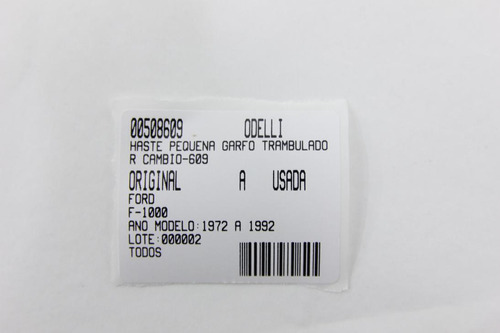 00508609 ODELLI
HASTE PEQUENA GARFO TRAMBULADO
R CAMBIO-609
ORIGINAL A USADA
FORD
F-1000
ANO MODELO:1972 A 1992
LOTE:000002
TODOS